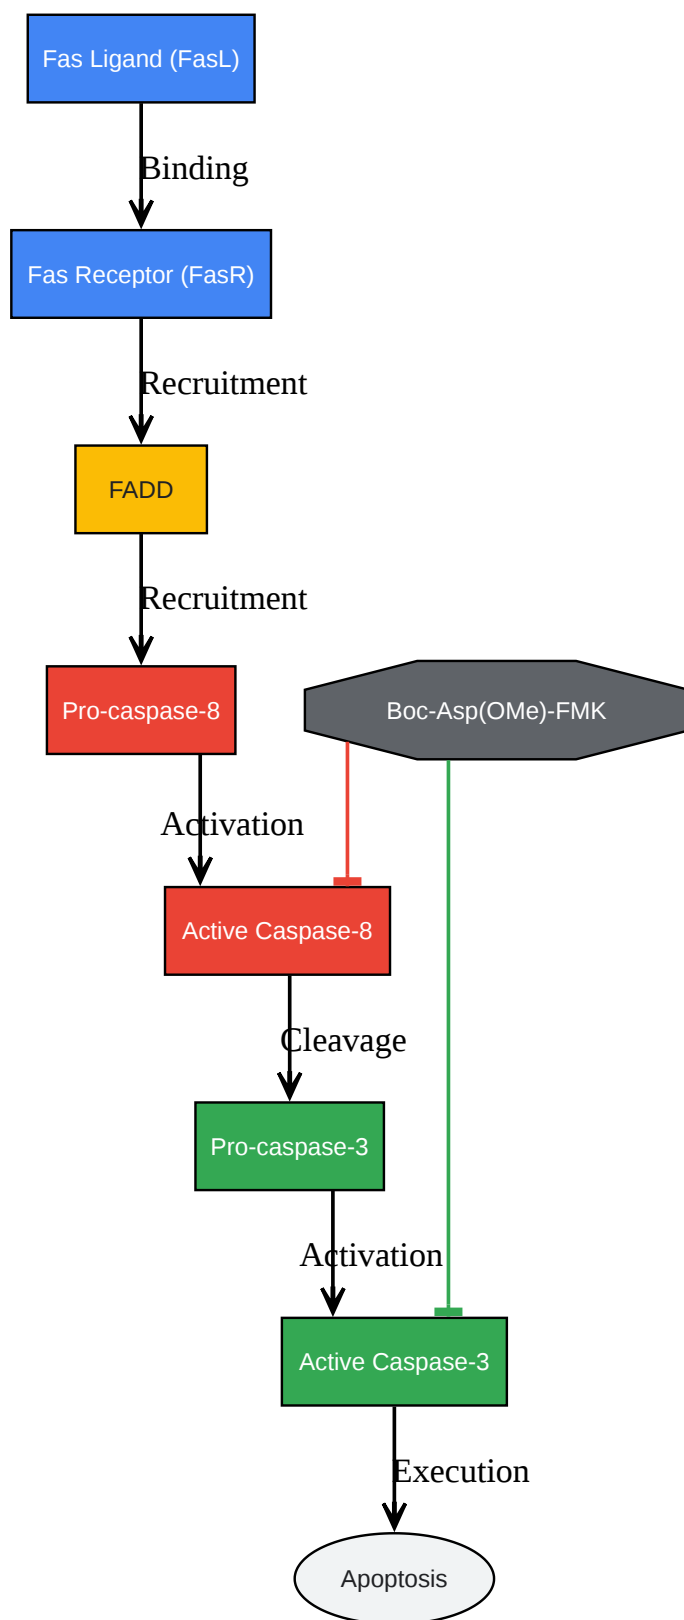 Fas Ligand (FasL)
Binding
Fas Receptor (FasR)
Recruitment
FADD
Recruitment
Pro-caspase-8
Boc-Asp(OMe)-FMK
Activation
Active Caspase-8
Cleavage
Pro-caspase-3
Activation
Active Caspase-3
Execution
Apoptosis